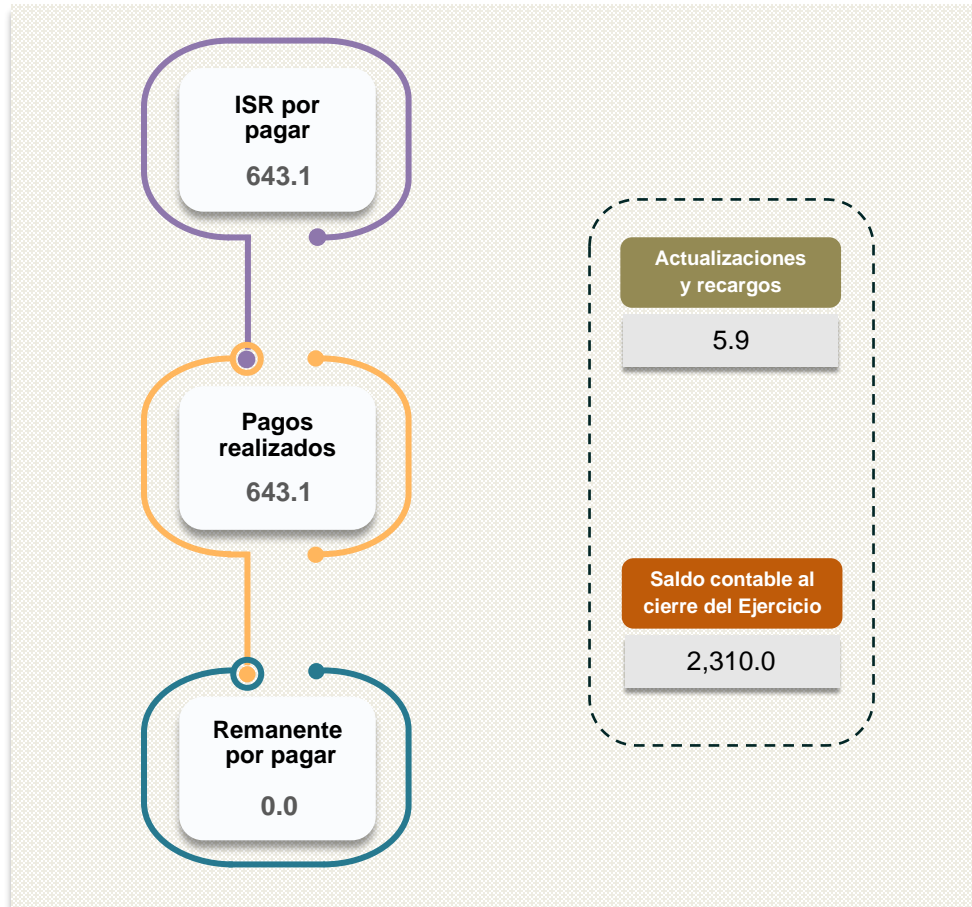 ISR por
pagar
643.1
Pagos
realizados
643.1
Remanente
por pagar
0.0
Actualizaciones
y recargos
5.9
Saldo contable al
cierre del Ejercicio
2,310.0